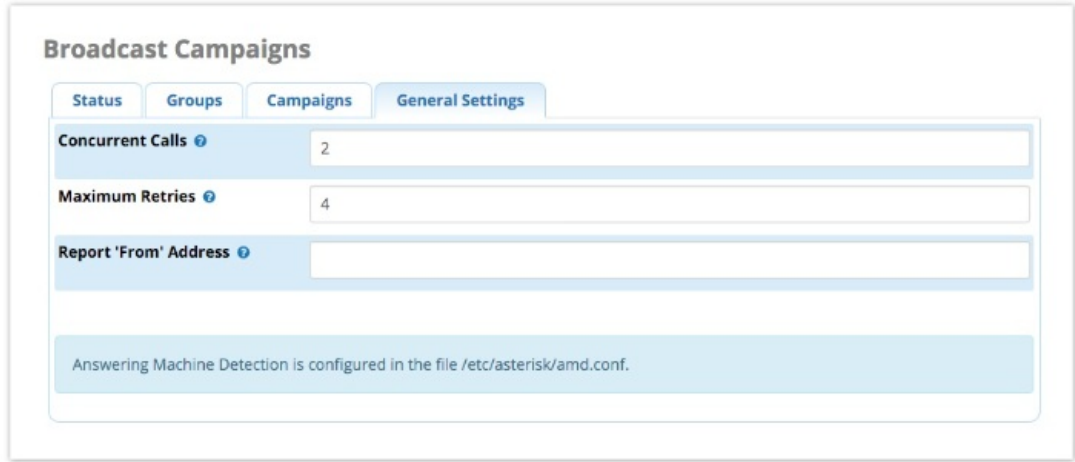 Broadcast Campaigns
Status Groups Campaigns General Settings
Concurrent Calls ?
2
Maximum Retries ?
4
Report 'From' Address ?
Answering Machine Detection is configured in the file /etc/asterisk/amd.conf.